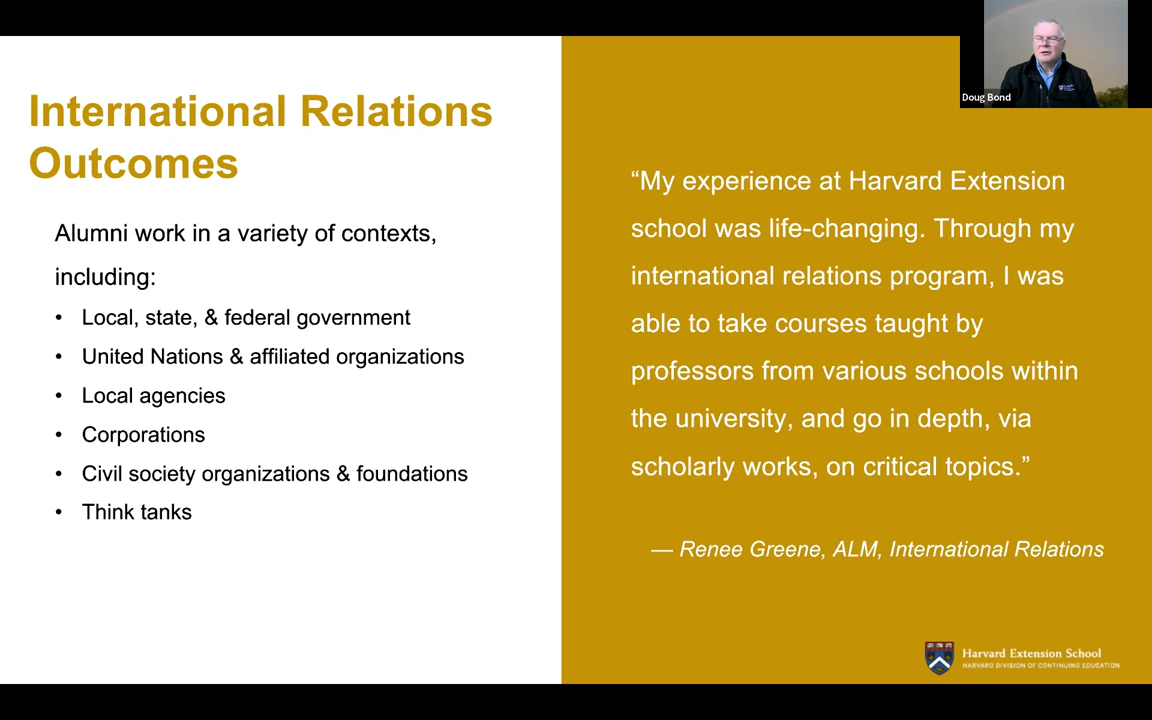 International Relations
Outcomes
Alumni work in a variety of contexts,
including:
• Local, state, & federal government
• United Nations & affiliated organizations
• Local agencies
• Corporations
• Civil society organizations & foundations
• Think tanks
Doug Bond
“My experience at Harvard Extension
school was life-changing. Through my
international relations program, I was
able to take courses taught by
professors from various schools within
the university, and go in depth, via
scholarly works, on critical topics.”
— Renee Greene, ALM, International Relations
Harvard Extension School
HARVARD DIVISION OF CONTINUING EDUCATION